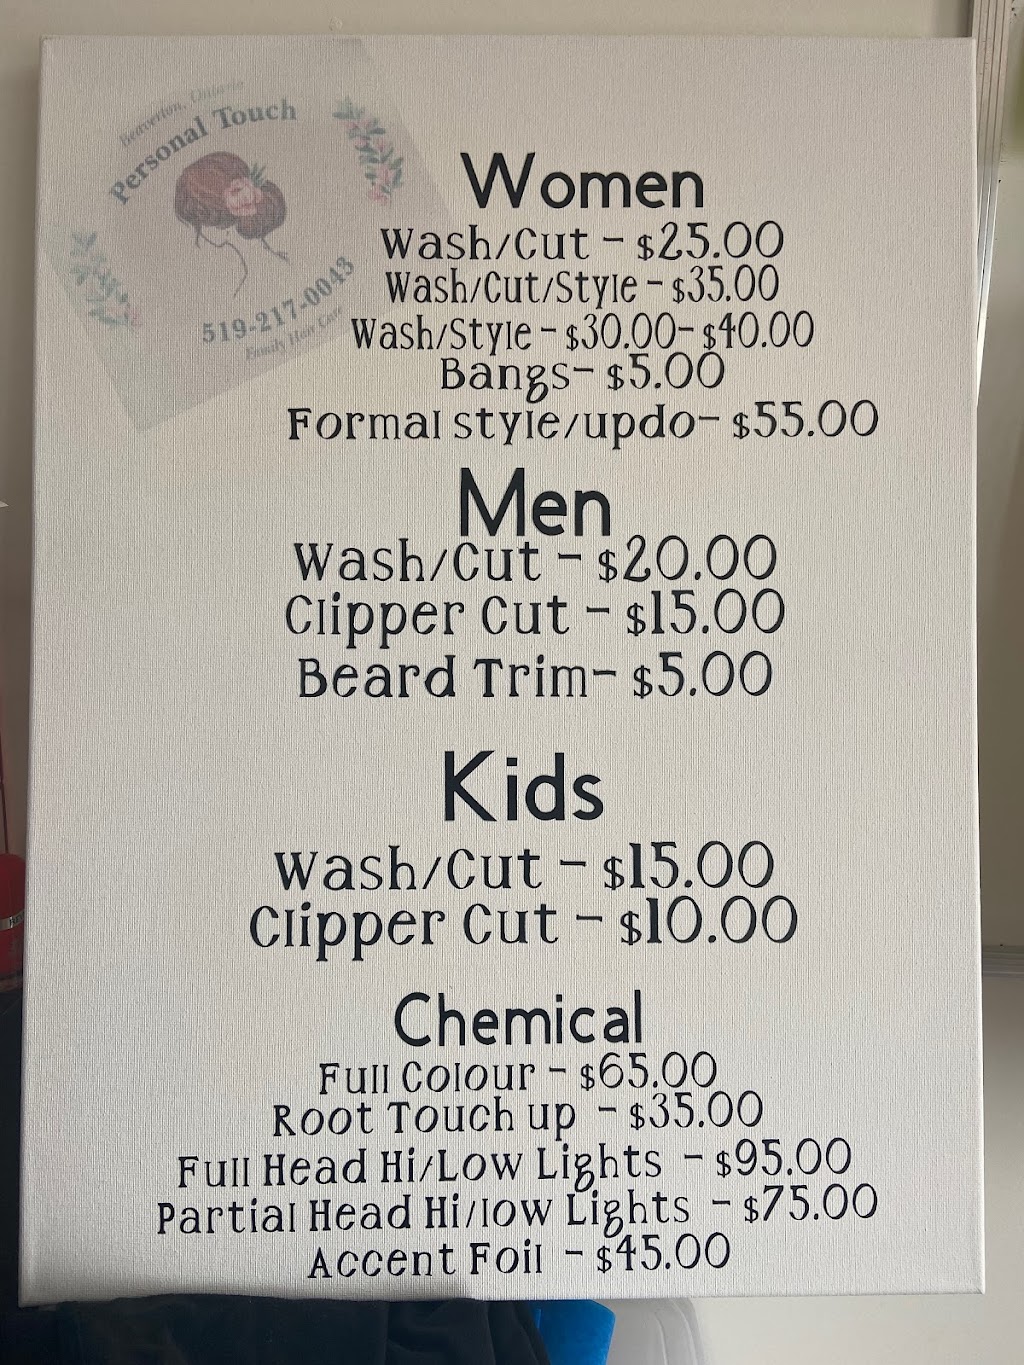 Beaverton, Ontario
Personal Touch
519-217-0043
Family Hair Care
Women
Wash/Cut - $25.00
Wash/Cut/Style - $35.00
Wash/Style - $30.00- $40.00
Bangs- $5.00
Formal style/updo- $55.00
Men
Wash/Cut - $20.00
Clipper Cut - $15.00
Beard Trim- $5.00
Kids
Wash/Cut - $15.00
Clipper Cut - $10.00
Chemical
Full Colour - $65.00
Root Touch up - $35.00
Full Head Hi/Low Lights - $95.00
Partial Head Hi/low Lights - $75.00
Accent Foil - $45.00